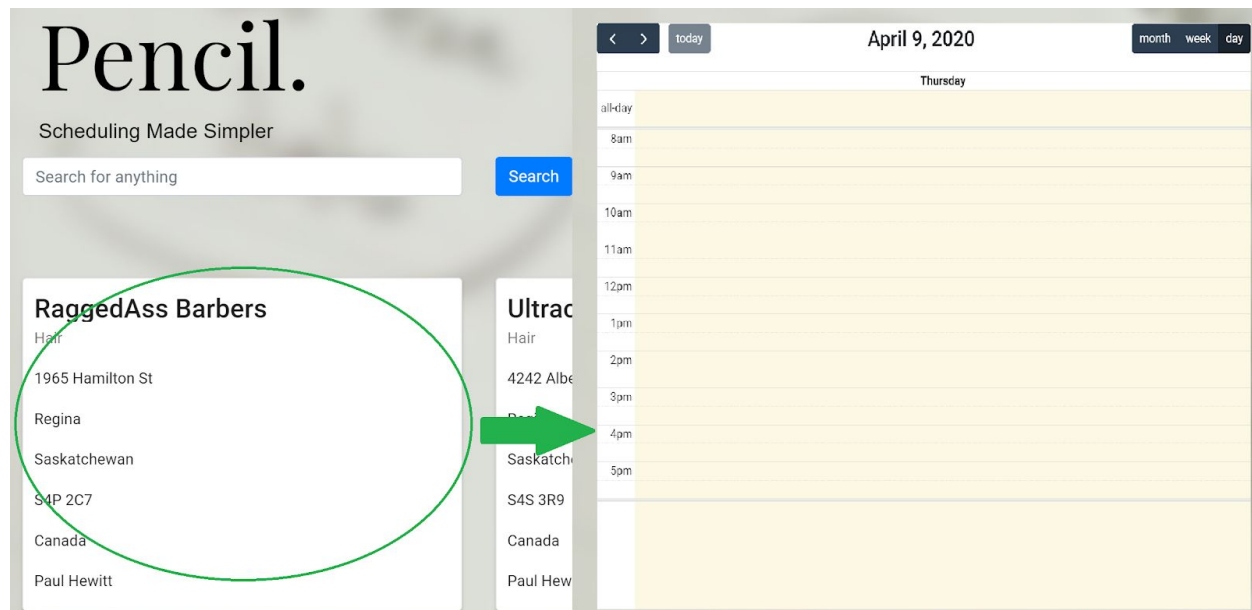 Pencil.
Scheduling Made Simpler
Search for anything
Search
RaggedAss Barbers
Hair
1965 Hamilton St
Regina
Saskatchewan
S4P 2C7
Canada
Paul Hewitt
Hair
4242
S4S 3R9
Canada
Paul
today
April 9, 2020
month week day
Thursday
all-day
8am
9am
10am
11am
12pm
1pm
2pm
3pm
4pm
5pm